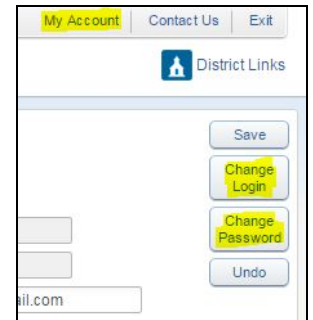 My Account Contact Us Exit
District Links
Save
Change
Login
Change
Password
Undo
ail.com